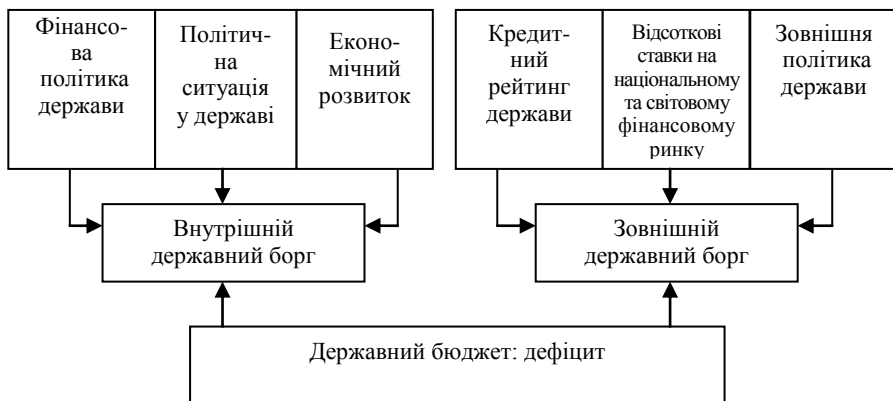 Фінансо-
ва
політика
держави
Політич-
на
ситуація
у державі
Еконо-
мічний
розвиток
Кредит-
ний
рейтинг
держави
Відсоткові
ставки на
національному
та світовому
фінансовому
ринку
Зовнішня
політика
держави
Внутрішній
державний борг
Зовнішній
державний борг
Державний бюджет: дефіцит